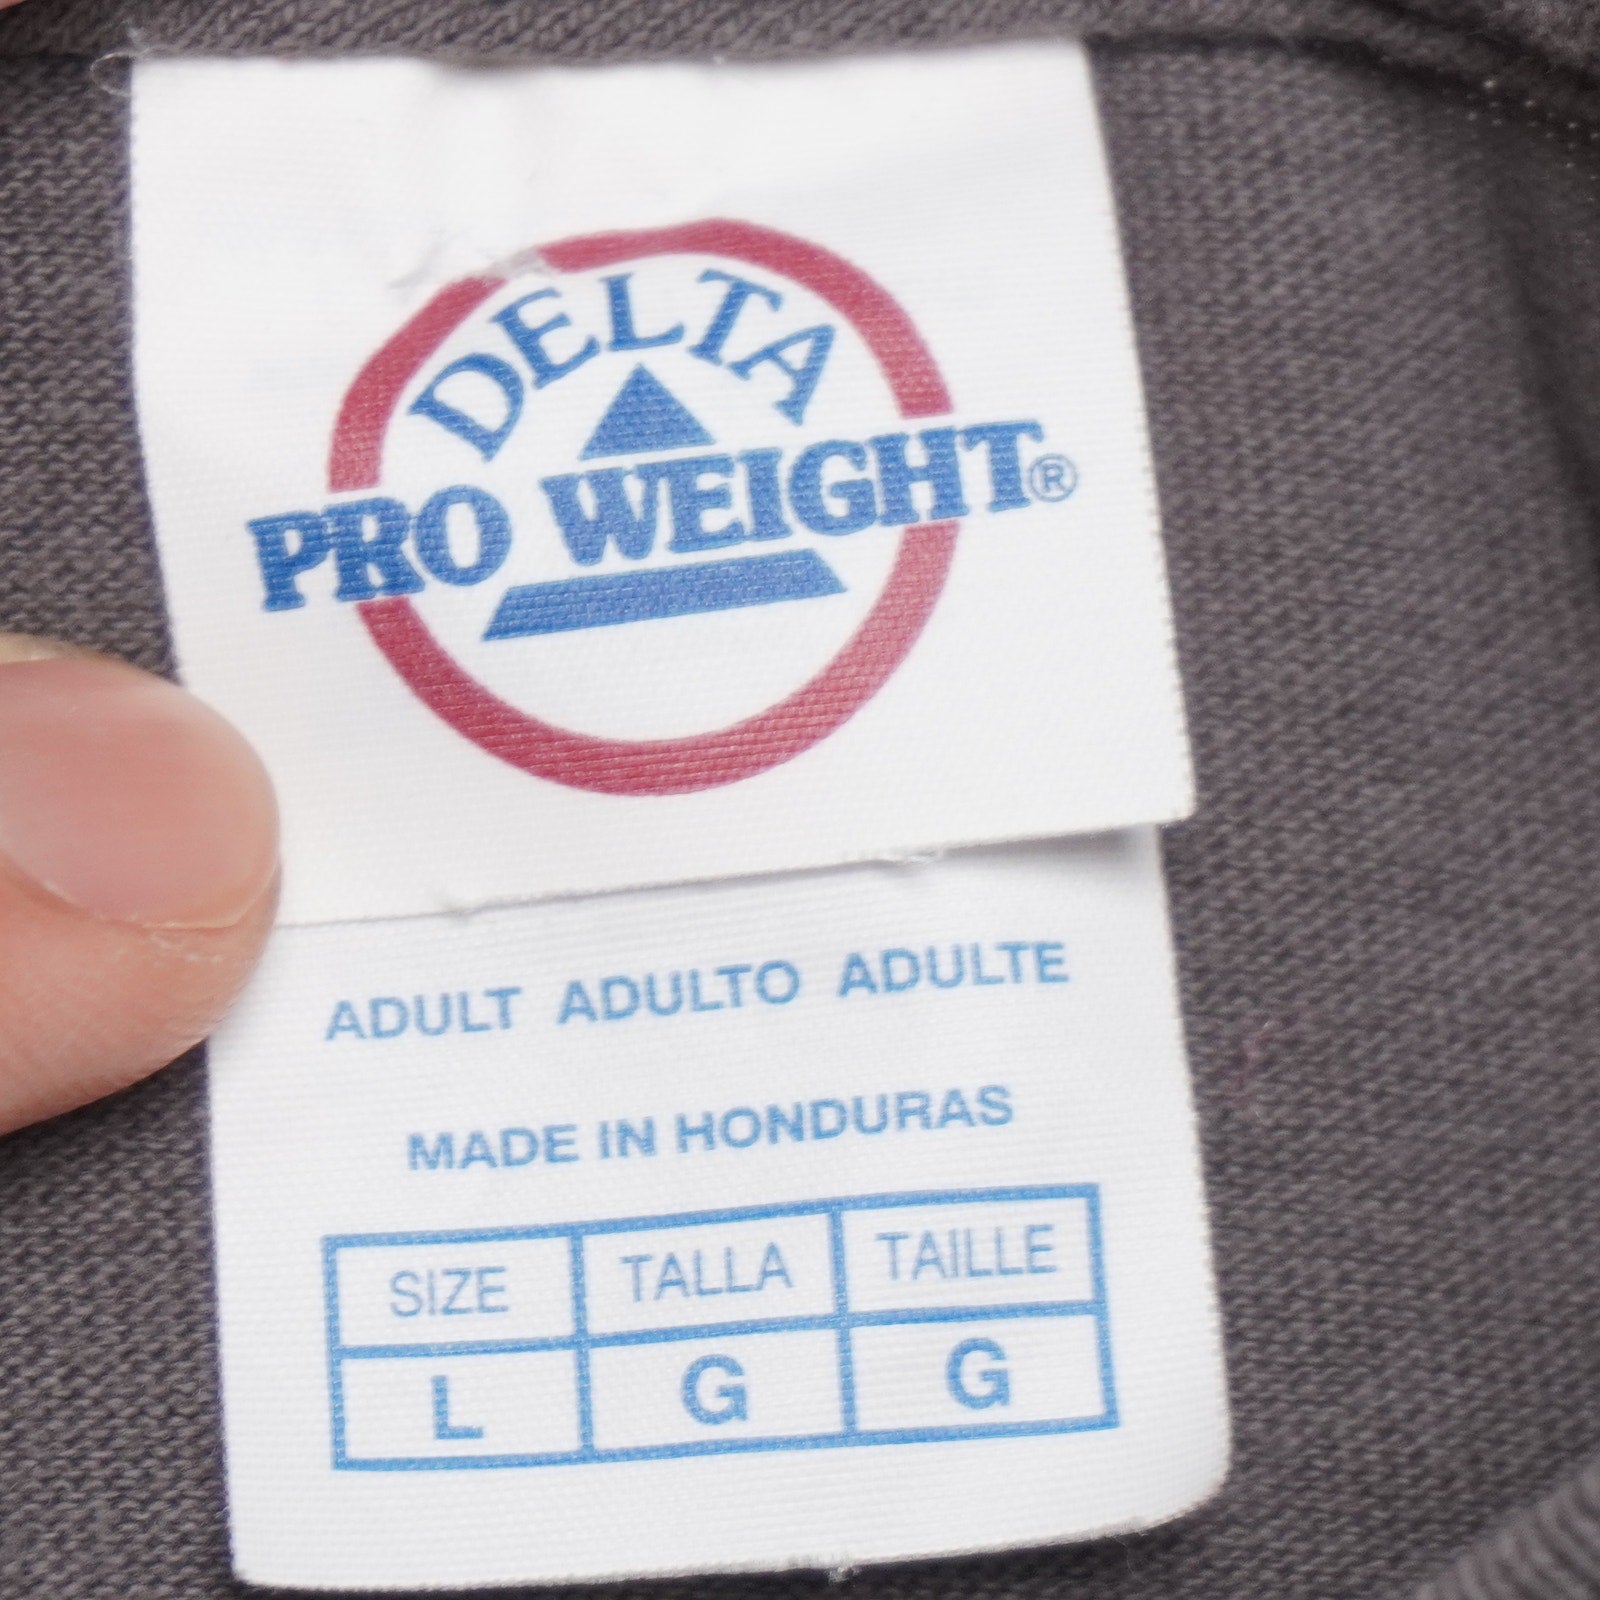 DELTA
PRO WEIGHT®
ADULT ADULTO ADULTE
MADE IN HONDURAS
SIZE TALLA TAILLE
L G G